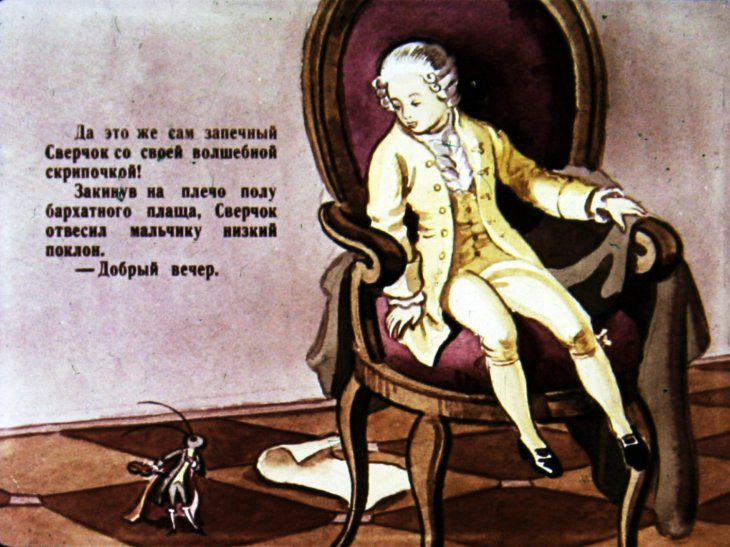 Да это же сам запечный
Сверчок со своей волшебной
скрипочкой!
Закинув на плечо полу
бархатного плаща, Сверчок
отвесил мальчику низкий
поклон.
— Добрый вечер.